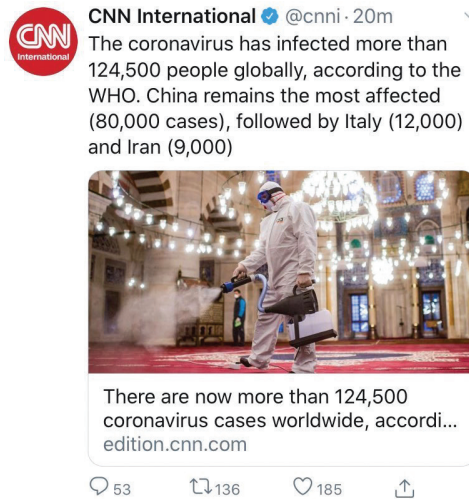 CNN
International
CNN International @cnni · 20m
The coronavirus has infected more than
124,500 people globally, according to the
WHO. China remains the most affected
(80,000 cases), followed by Italy (12,000)
and Iran (9,000)
There are now more than 124,500
coronavirus cases worldwide, accordi...
edition.cnn.com
53 136 185